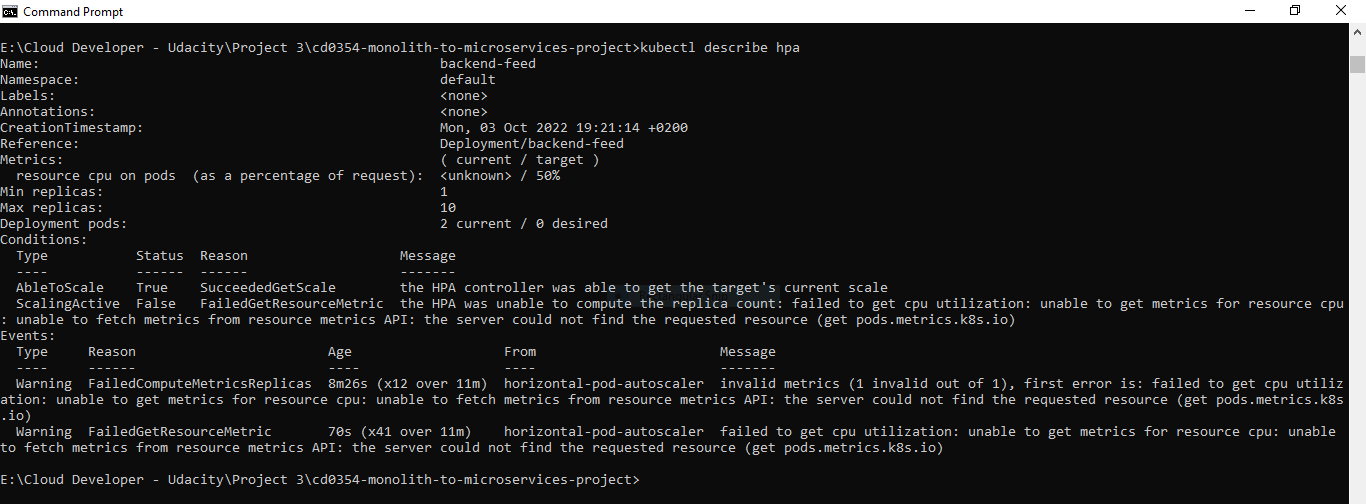 Command Prompt
E:\Cloud Developer - Udacity\Project 3\cd0354-monolith-to-microservices-project>kubectl describe hpa
Name:                                                  backend-feed
Namespace:                                             default
Labels:                                                <none>
Annotations:                                           <none>
CreationTimestamp:                                     Mon, 03 Oct 2022 19:21:14 +0200
Reference:                                             Deployment/backend-feed
Metrics:                                               ( current / target )
  resource cpu on pods  (as a percentage of request):  <unknown> / 50%
Min replicas:                                          1
Max replicas:                                          10
Deployment pods:                                       2 current / 0 desired
Conditions:
  Type           Status  Reason                   Message
  ----           ------  ------                   -------
  AbleToScale    True    SucceededGetScale        the HPA controller was able to get the target's current scale
  ScalingActive  False   FailedGetResourceMetric  the HPA was unable to compute the replica count: failed to get cpu utilization: unable to get metrics for resource cpu
: unable to fetch metrics from resource metrics API: the server could not find the requested resource (get pods.metrics.k8s.io)
Events:
  Type     Reason                        Age                   From                       Message
  ----     ------                        ----                  ----                       -------
  Warning  FailedComputeMetricsReplicas  8m26s (x12 over 11m)  horizontal-pod-autoscaler  invalid metrics (1 invalid out of 1), first error is: failed to get cpu utiliz
ation: unable to get metrics for resource cpu: unable to fetch metrics from resource metrics API: the server could not find the requested resource (get pods.metrics.k8s
.io)
  Warning  FailedGetResourceMetric       70s (x41 over 11m)    horizontal-pod-autoscaler  failed to get cpu utilization: unable to get metrics for resource cpu: unable
to fetch metrics from resource metrics API: the server could not find the requested resource (get pods.metrics.k8s.io)
E:\Cloud Developer - Udacity\Project 3\cd0354-monolith-to-microservices-project>